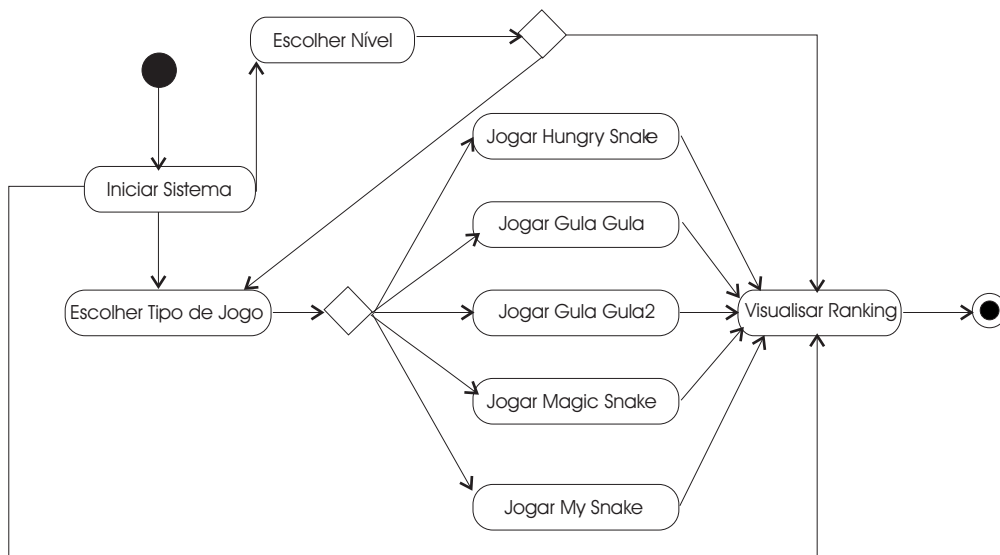 Escolher Nível
Jogar Hungry Snake
Iniciar Sistema
Jogar Gula Gula
Escolher Tipo de Jogo
Jogar Gula Gula2
Visualisar Ranking
Jogar Magic Snake
Jogar My Snake